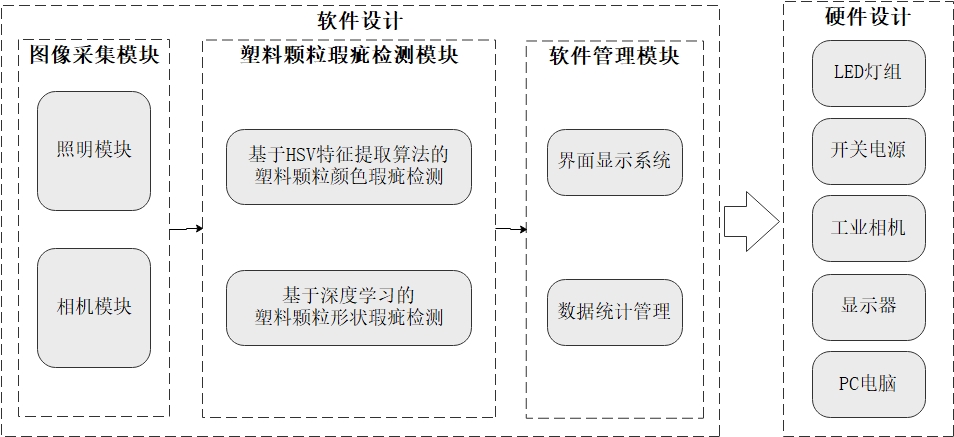 软件设计
图像采集模块
照明模块
相机模块
塑料颗粒瑕疵检测模块
基于HSV特征提取算法的
塑料颗粒颜色瑕疵检测
基于深度学习的
塑料颗粒形状瑕疵检测
软件管理模块
界面显示系统
数据统计管理
硬件设计
LED灯组
开关电源
工业相机
显示器
PC电脑